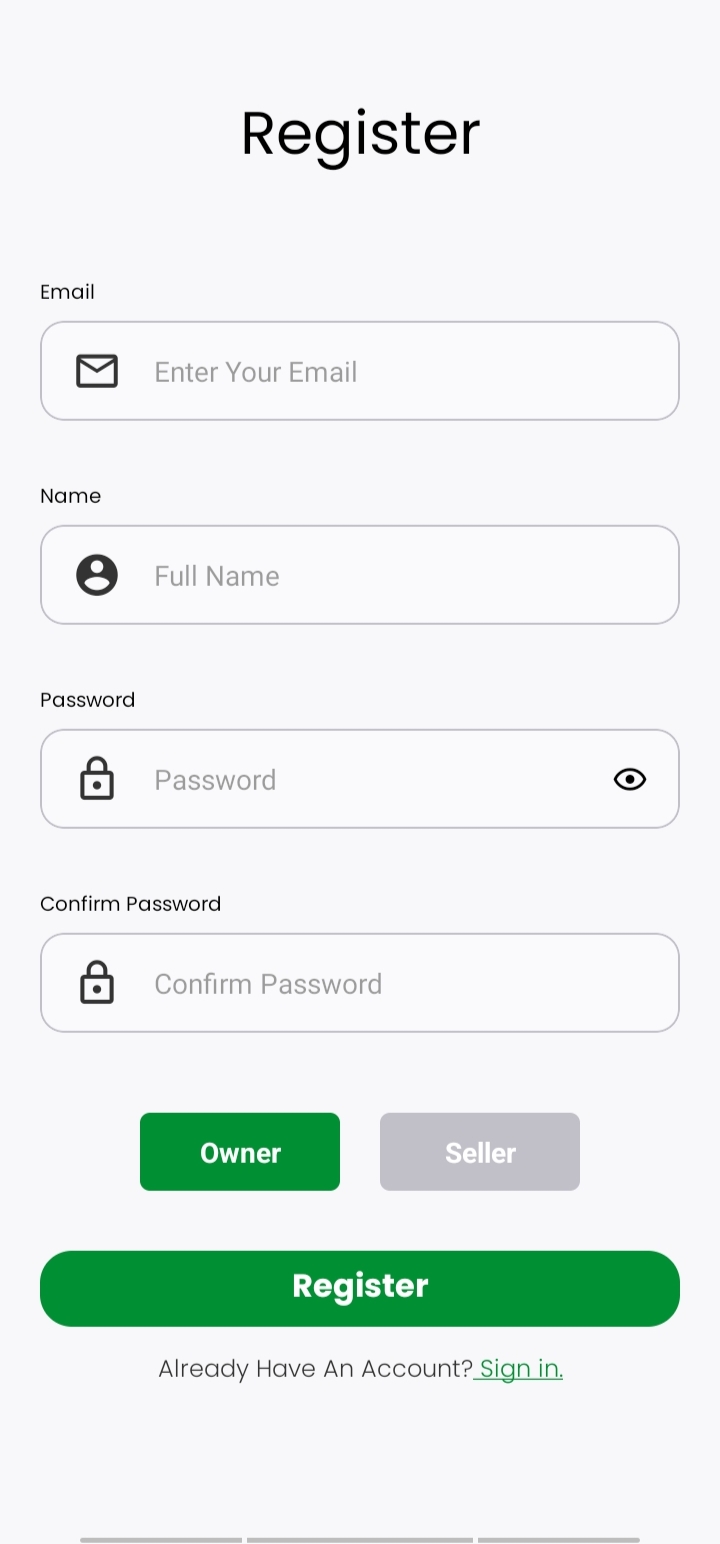 Register
Email
Enter Your Email
Name
Full Name
Password
Password
Confirm Password
Confirm Password
Owner Seller
Register
Already Have An Account? Sign in.